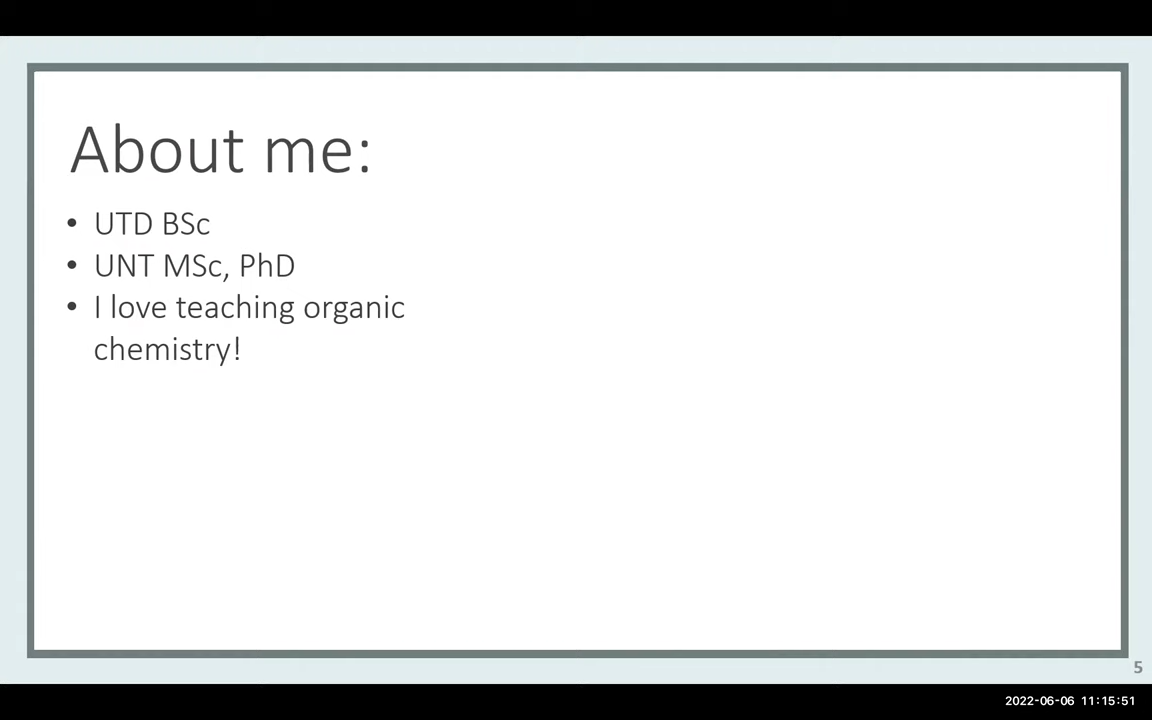 About me:
• UTD BSc
• UNT MSc, PhD
• I love teaching organic
chemistry!
5
2022-06-06 11:15:51